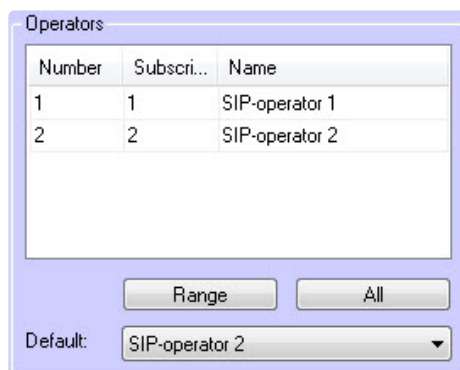 Operators
Number Subscri... Name
1 1 SIP-operator 1
2 2 SIP-operator 2
Range All
Default: SIP-operator 2